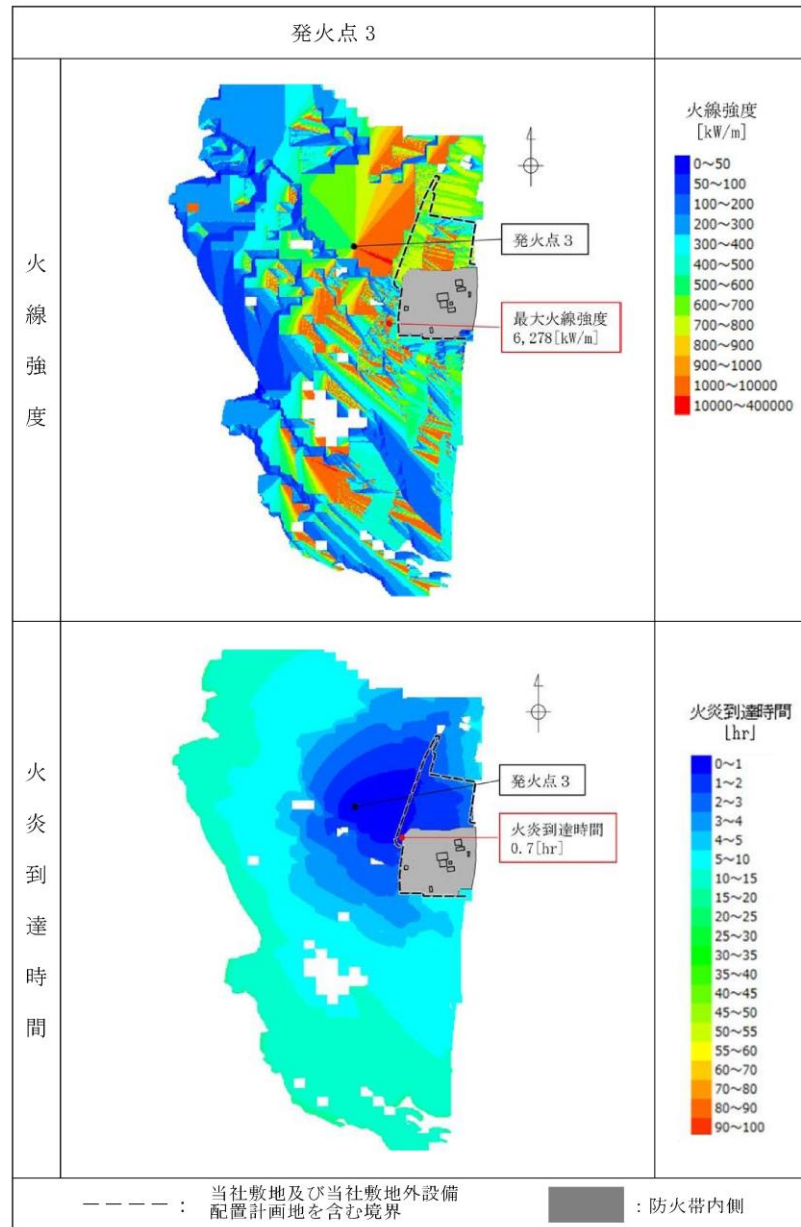 発火点3
火線強度
火線強度
[kW/m]
0~50
50~100
100~200
200~300
300~400
400~500
500~600
600~700
700~800
800~900
900~1000
1000~10000
10000~400000
発火点3
最大火線強度
6,278[kW/m]
火炎到達時間
火炎到達時間
[hr]
0~1
1~2
2~3
3~4
4~5
5~10
10~15
15~20
20~25
25~30
30~35
35~40
40~45
45~50
50~55
55~60
60~70
70~80
80~90
90~100
発火点3
火炎到達時間
0.7[hr]
----: 当社敷地及び当社敷地外設備
配置計画地を含む境界
:防火帯内側